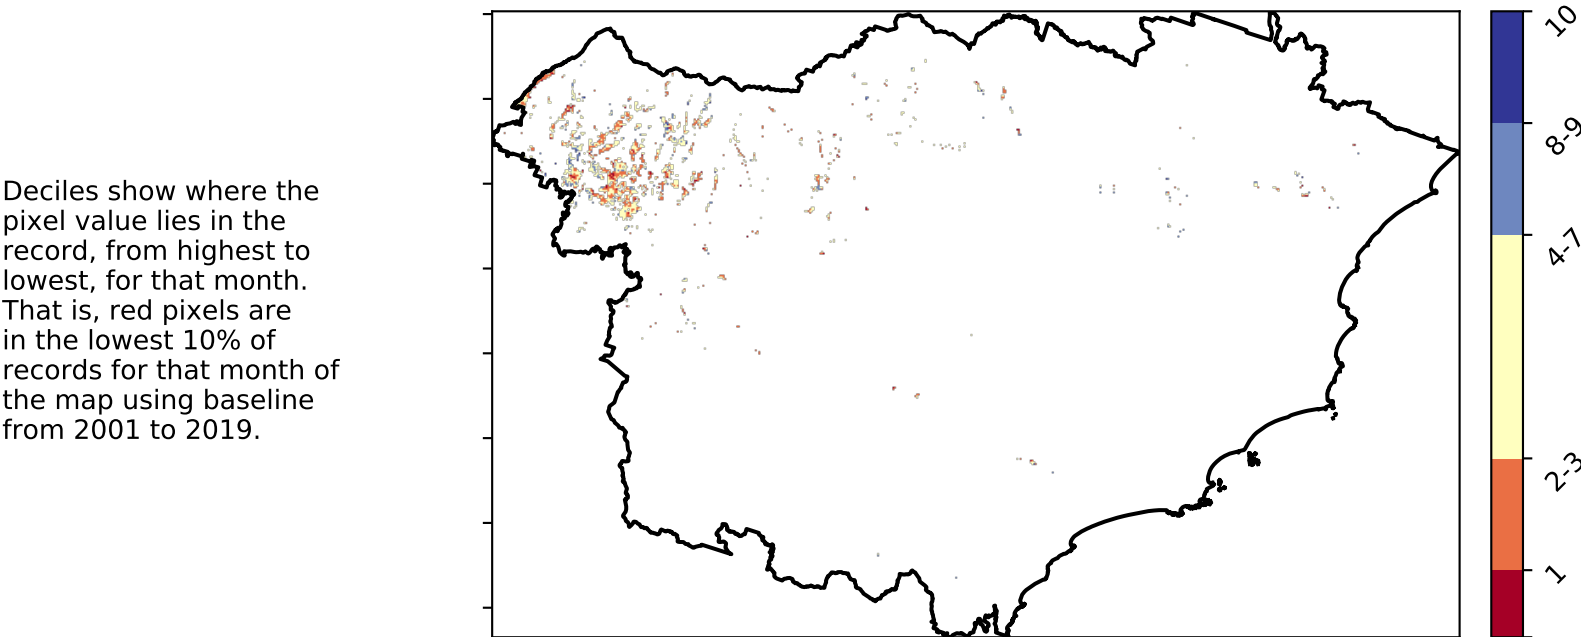 Deciles show where the
pixel value lies in the
record, from highest to
lowest, for that month.
That is, red pixels are
in the lowest 10% of
records for that month of
the map using baseline
from 2001 to 2019.
10
8-9
4-7
2-3
1